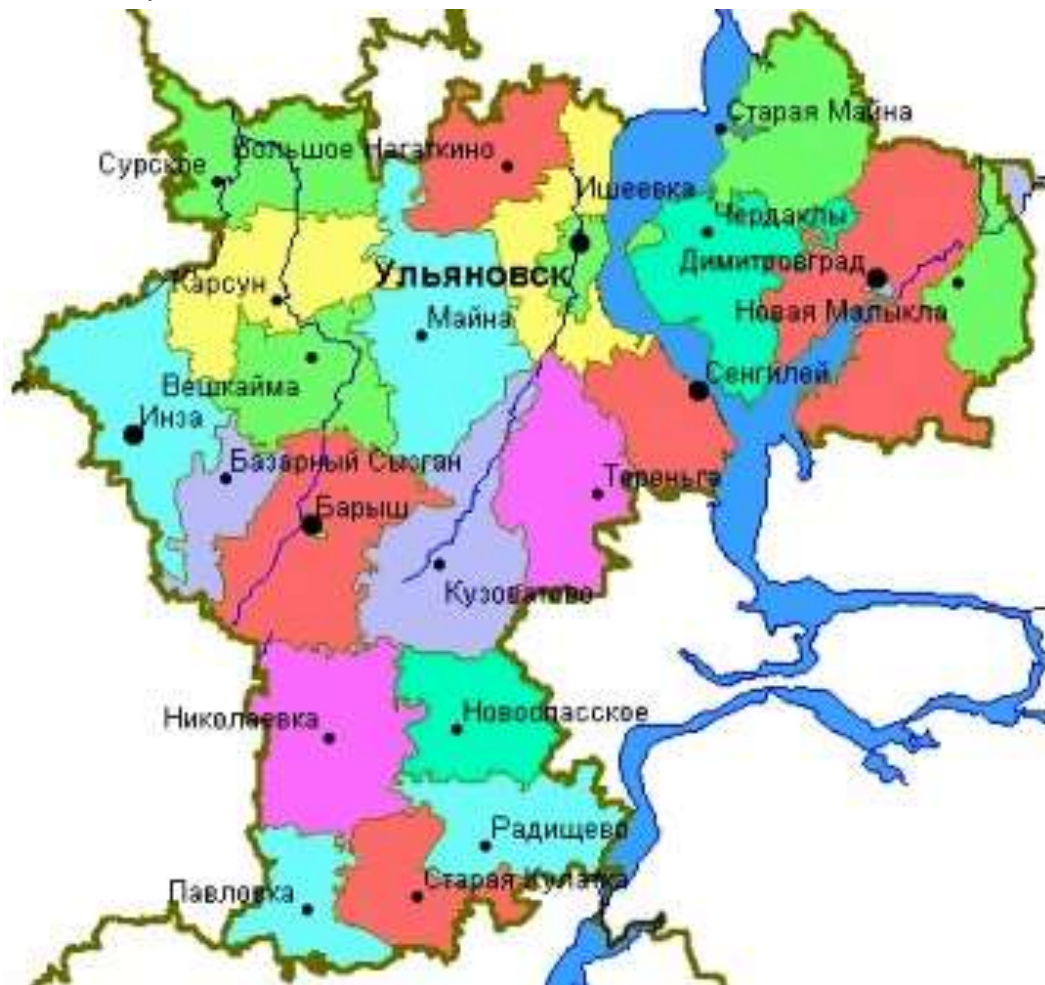 Старая Майна
Сурское
Большое Нагаткино
Ишеевка
Чердаклы
Ульяновск
Димитровград
Карсун
Майна
Новая Малыкла
Вешкайма
Сенгилей
Инза
Базарный Сызган
Тереньга
Барыш
Кузоватово
Николаевка
Новоспасское
Радищево
Павловка
Старая Кулатка